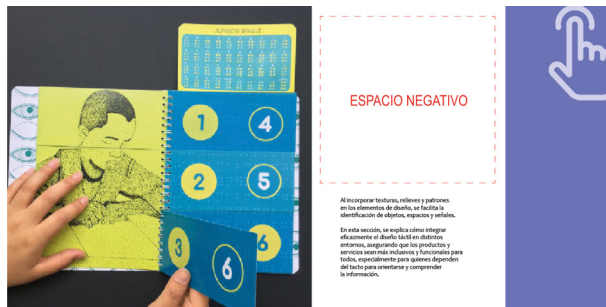 ALFABETO BRAILLE
1
4
2
5
3
6
6
ESPACIO NEGATIVO
Al incorporar texturas, relieves y patrones
en los elementos de diseño, se facilita la
identificación de objetos, espacios y señales.
En esta sección, se explica cómo integrar
eficazmente el diseño táctil en distintos
entornos, asegurando que los productos y
servicios sean más inclusivos y funcionales para
todos, especialmente para quienes dependen
del tacto para orientarse y comprender
la información.